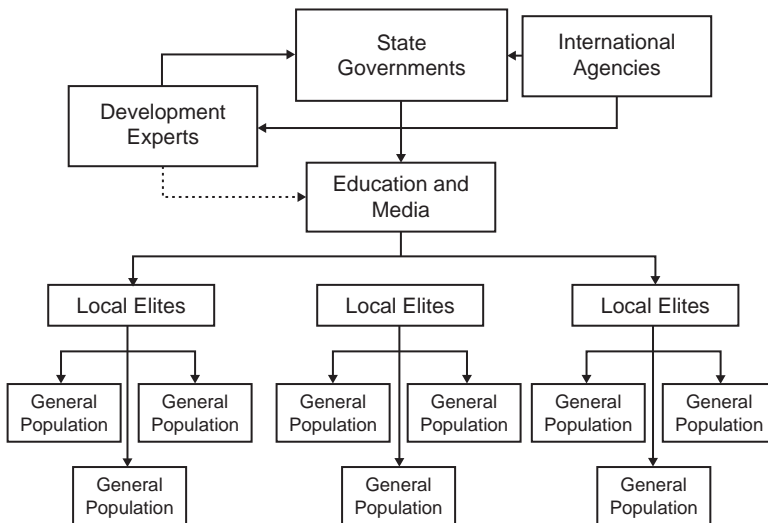 State
Governments
International
Agencies
Development
Experts
Education and
Media
Local Elites
Local Elites
Local Elites
General
Population
General
Population
General
Population
General
Population
General
Population
General
Population
General
Population
General
Population
General
Population